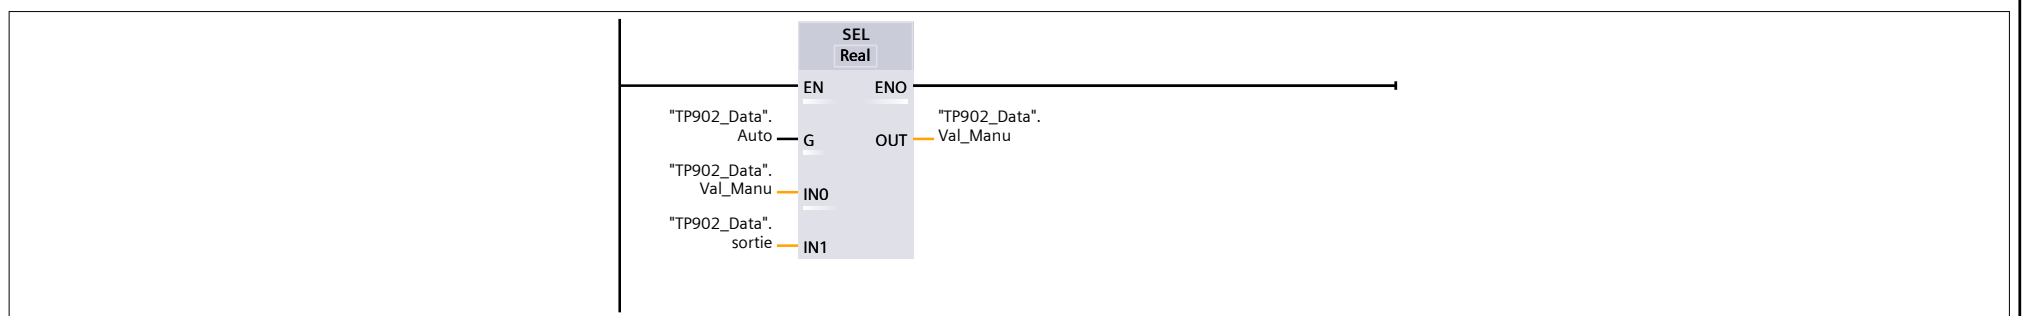 SEL
Real
EN ENO
"TP902_Data".
Auto
G
OUT
"TP902_Data".
Val_Manu
"TP902_Data".
Val_Manu
IN0
"TP902_Data".
sortie
IN1